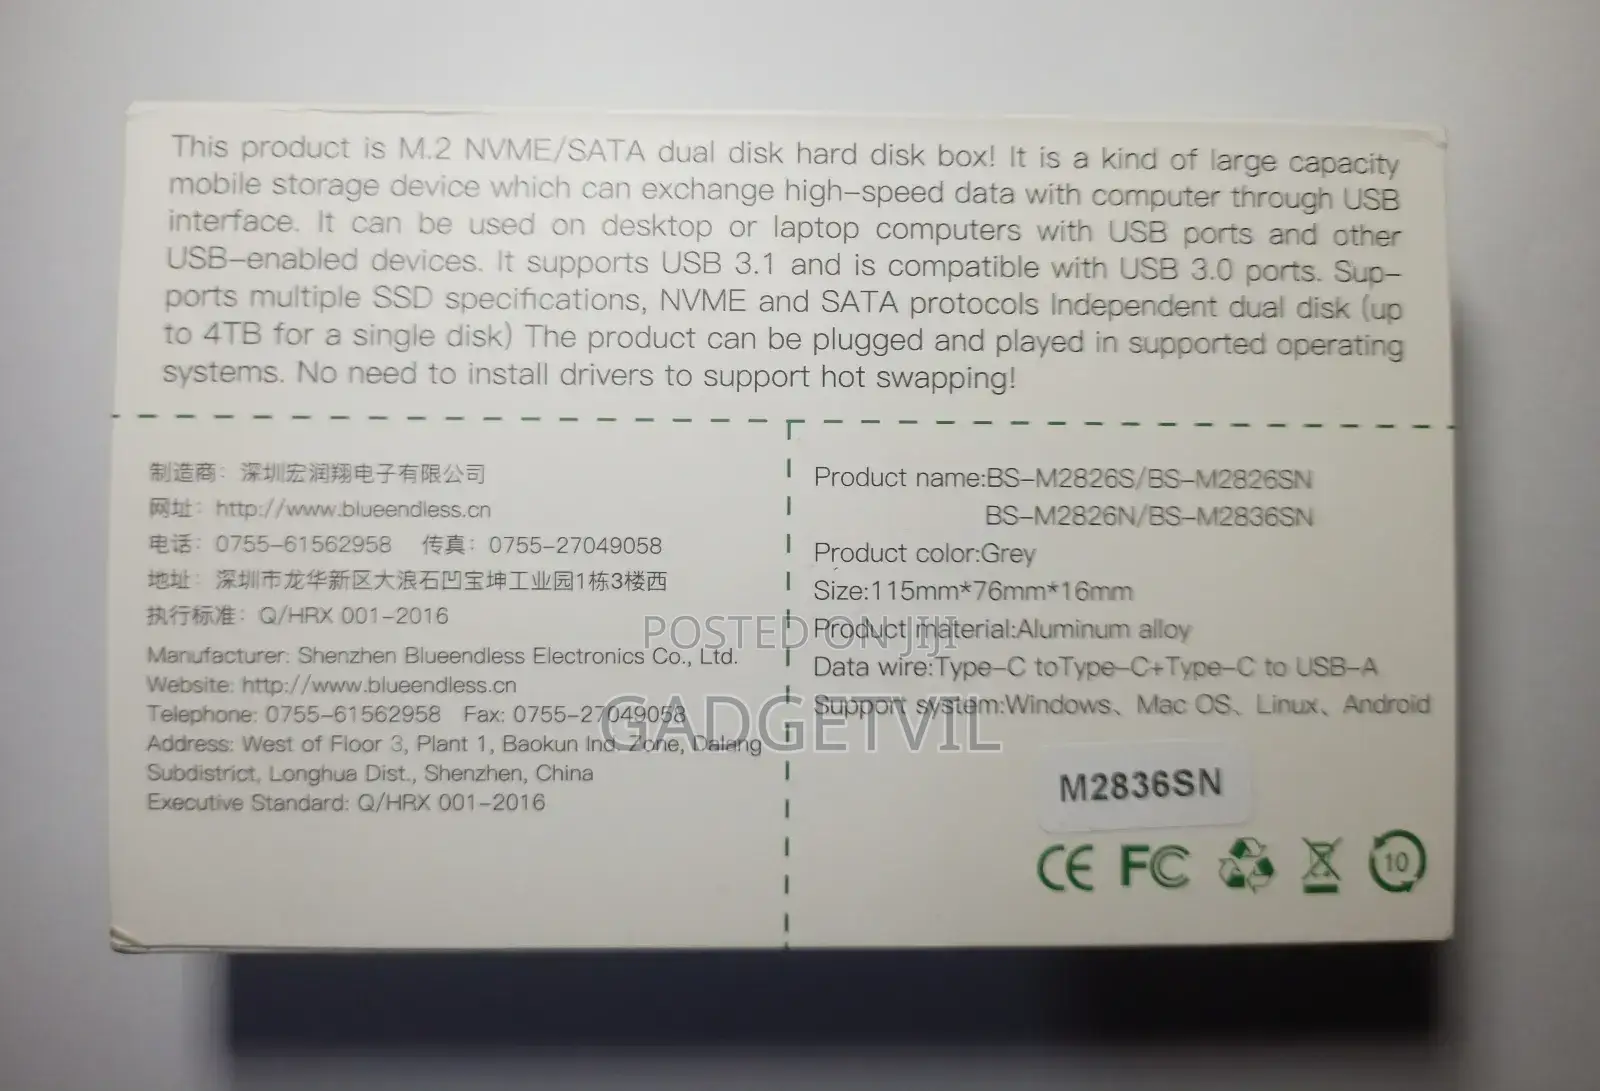 This product is M.2 NVME/SATA dual disk hard disk box! It is a kind of large capacity
mobile storage device which can exchange high-speed data with computer through USB
interface. It can be used on desktop or laptop computers with USB ports and other
USB-enabled devices. It supports USB 3.1 and is compatible with USB 3.0 ports. Sup-
ports multiple SSD specifications, NVME and SATA protocols Independent dual disk (up
to 4TB for a single disk) The product can be plugged and played in supported operating
systems. No need to install drivers to support hot swapping!
制造商：深圳宏润翔电子有限公司
网址：http://www.blueendless.cn
电话：0755-61562958 传真：0755-27049058
地址：深圳市龙华新区大浪石凹宝坤工业园1栋3楼西
执行标准：Q/HRX 001-2016
Manufacturer: Shenzhen Blueendless Electronics Co., Ltd.
Website: http://www.blueendless.cn
Telephone: 0755-61562958 Fax: 0755-27049058
Address: West of Floor 3, Plant 1, Baokun Ind. Zone, Dalang
Subdistrict, Longhua Dist., Shenzhen, China
Executive Standard: Q/HRX 001-2016
Product name:BS-M2826S/BS-M2826SN
BS-M2826N/BS-M2836SN
Product color:Grey
Size:115mm*76mm*16mm
Product material:Aluminum alloy
Data wire:Type-C toType-C+Type-C to USB-A
Support system:Windows、Mac OS、Linux、Android
M2836SN
CE FC 10
POSTED ON JIJI
GADGETVIL